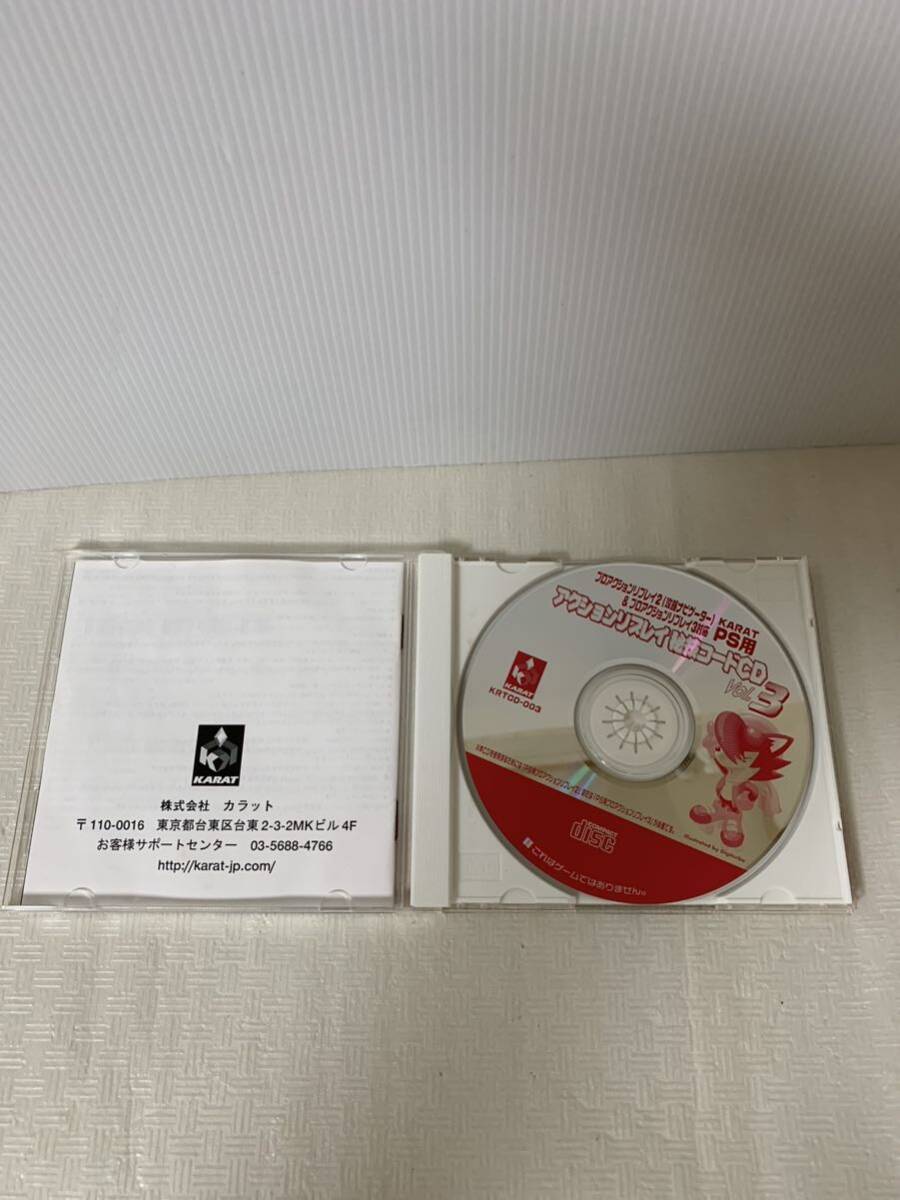 KARAT
株式会社 カラット
〒110-0016 東京都台東区台東2-3-2MKビル4F
お客様サポートセンター 03-5688-4766
http://karat-jp.com/
プロアクションリプレイ2［攻略ナビゲーター］
&プロアクションリプレイ3対応
KARAT
PS用
アクションリプレイ 秘技コードCD
VOL.3
KARAT
KRTCD-003
COMPACT
disc
Illustrated by
これはゲームではありません。